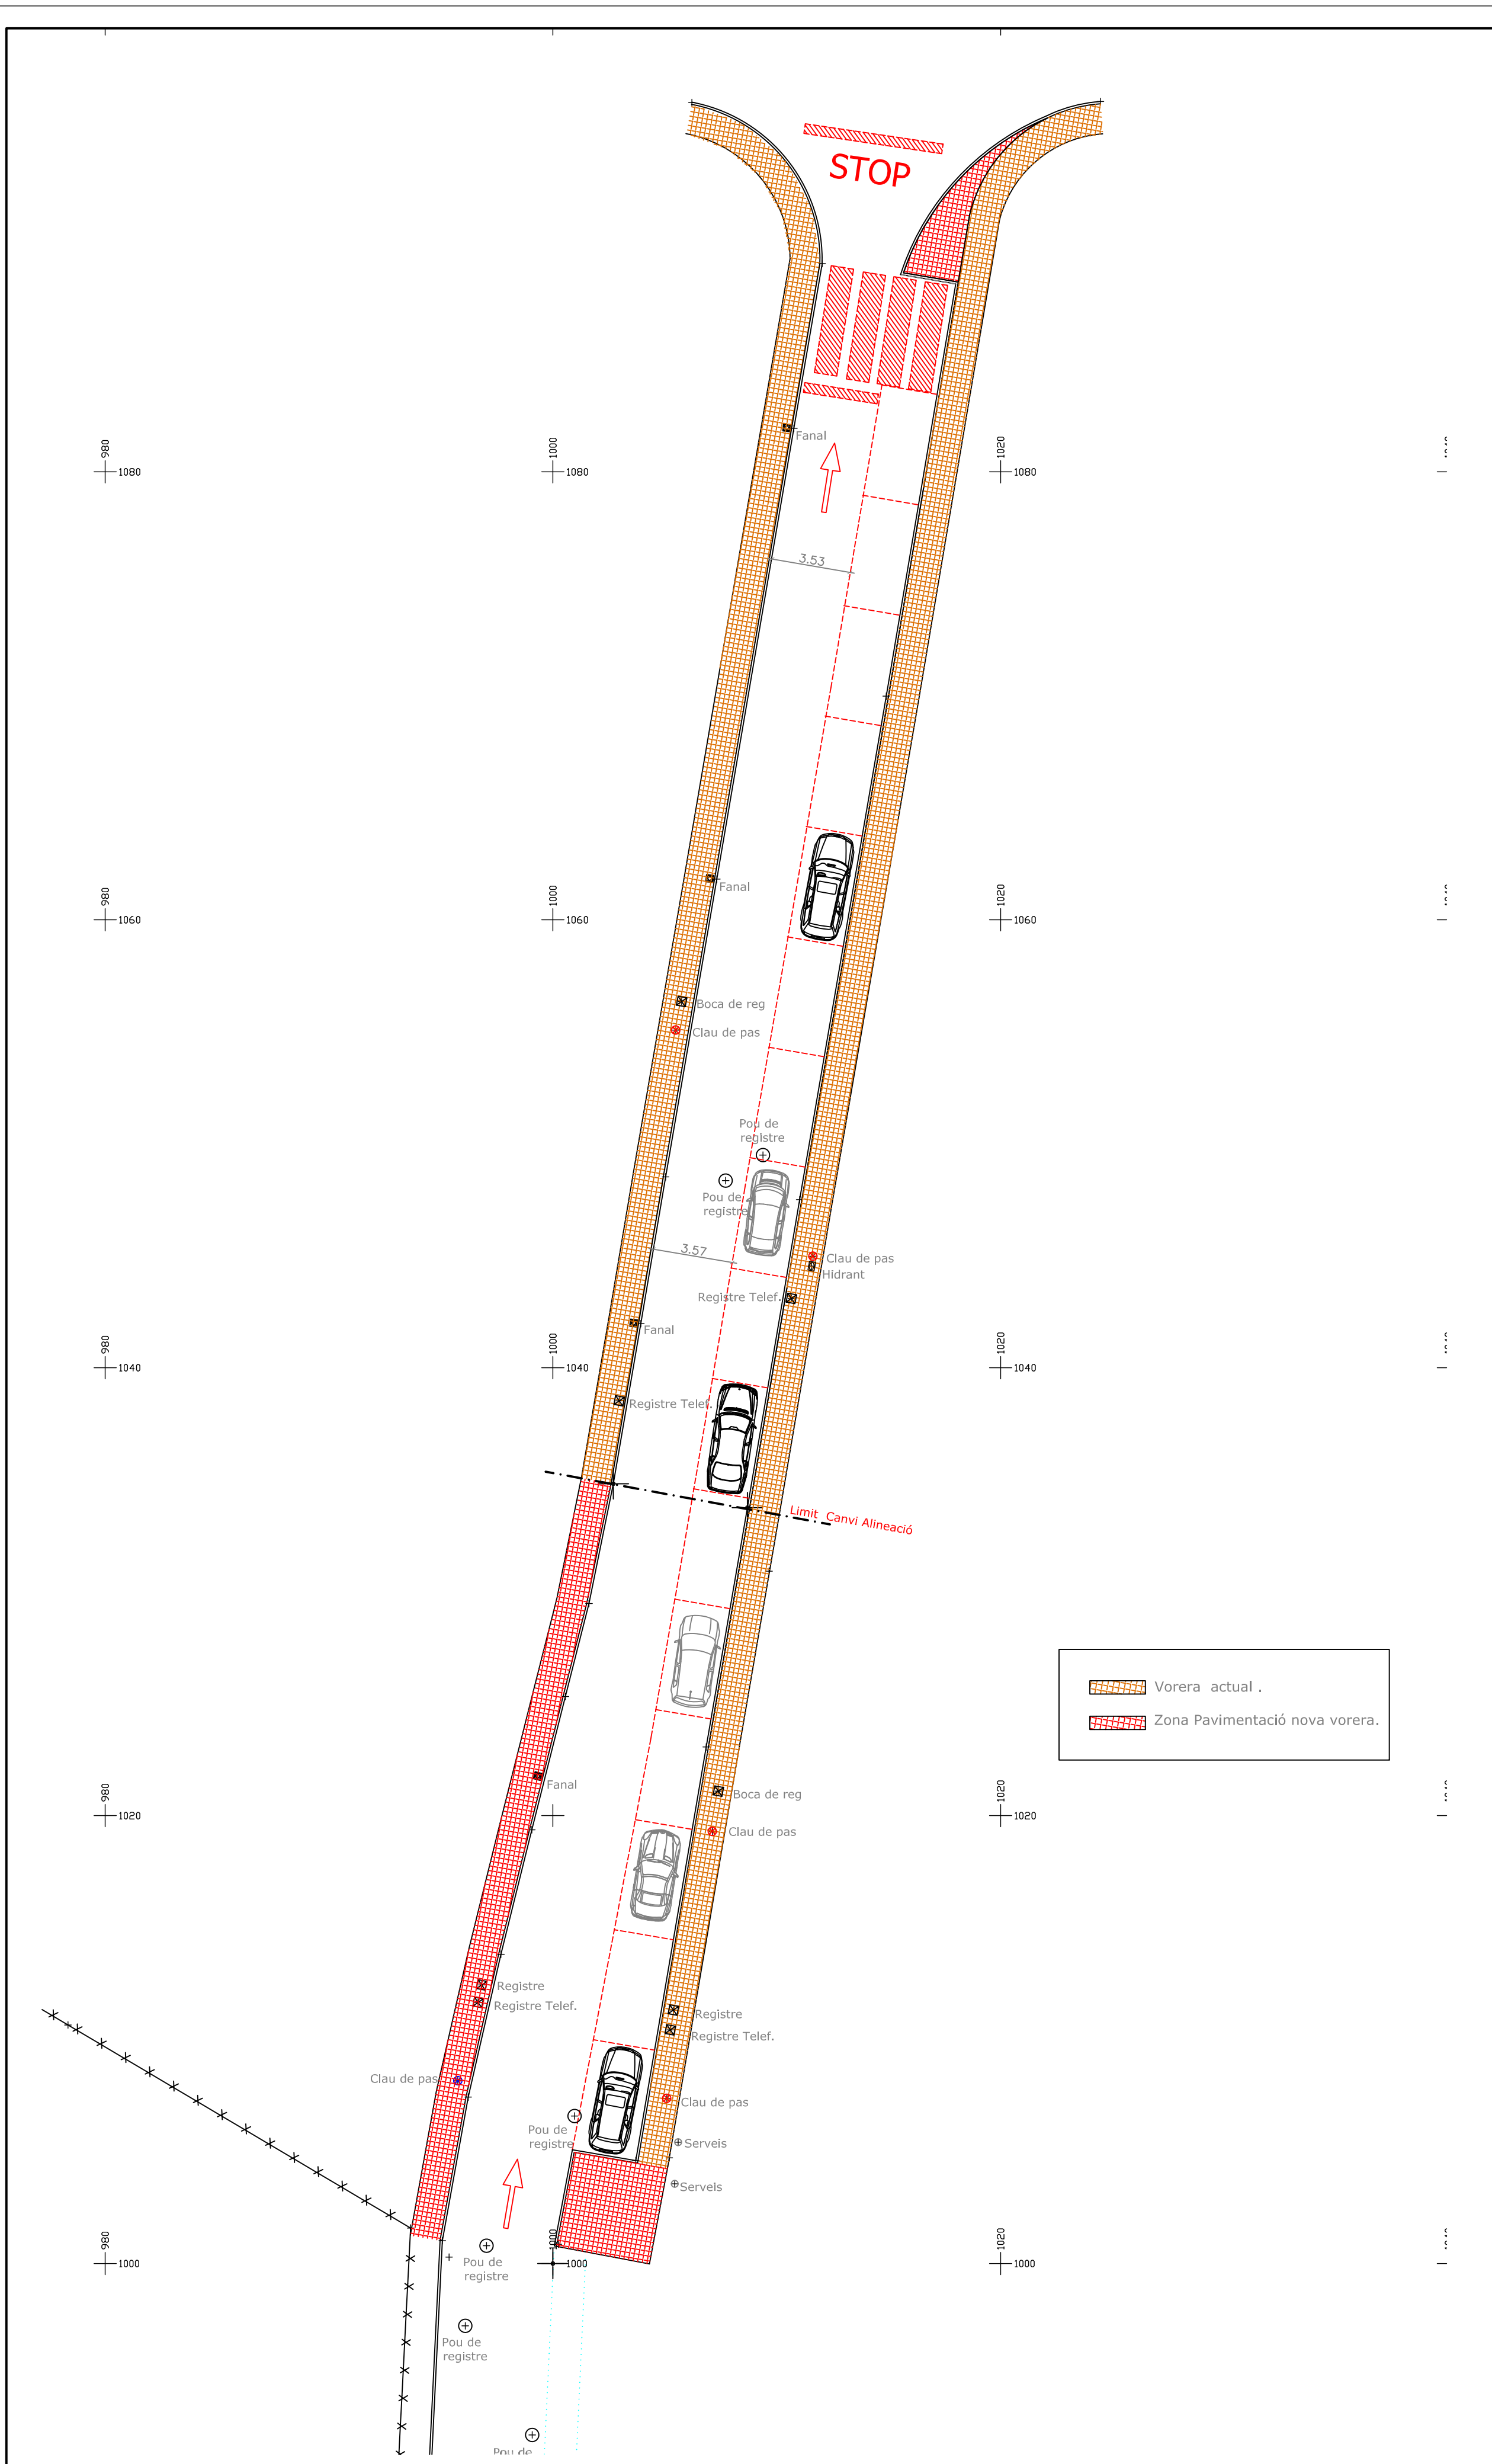 STOP
Fanal
980
1000
1080
1080
1020
1080
3.53
Fanal
980
1060
1000
1060
1020
1060
Boca de reg
Clau de pas
Pou de
registre
Pou de
registre
3.57
Clau de pas
Hidrant
Registre Telef.
Fanal
980
1040
1000
1040
1020
1040
Registre Telef.
Limit Canvi Alineació
Vorera actual .
Zona Pavimentació nova vorera.
Fanal
Boca de reg
980
1020
1020
1020
Clau de pas
Registre
Registre Telef.
Registre
Registre Telef.
Clau de pas
Clau de pas
Pou de
registre
Serveis
Serveis
980
1000
1000
1000
1020
1000
Pou de
registre
Pou de
registre
Pou de